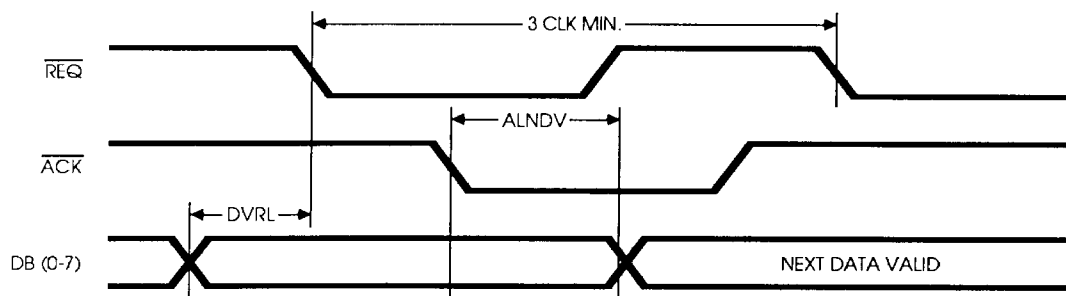 3 CLK MIN.
REQ
ALNDV
ACK
DVRL
DB (0-7)
NEXT DATA VALID